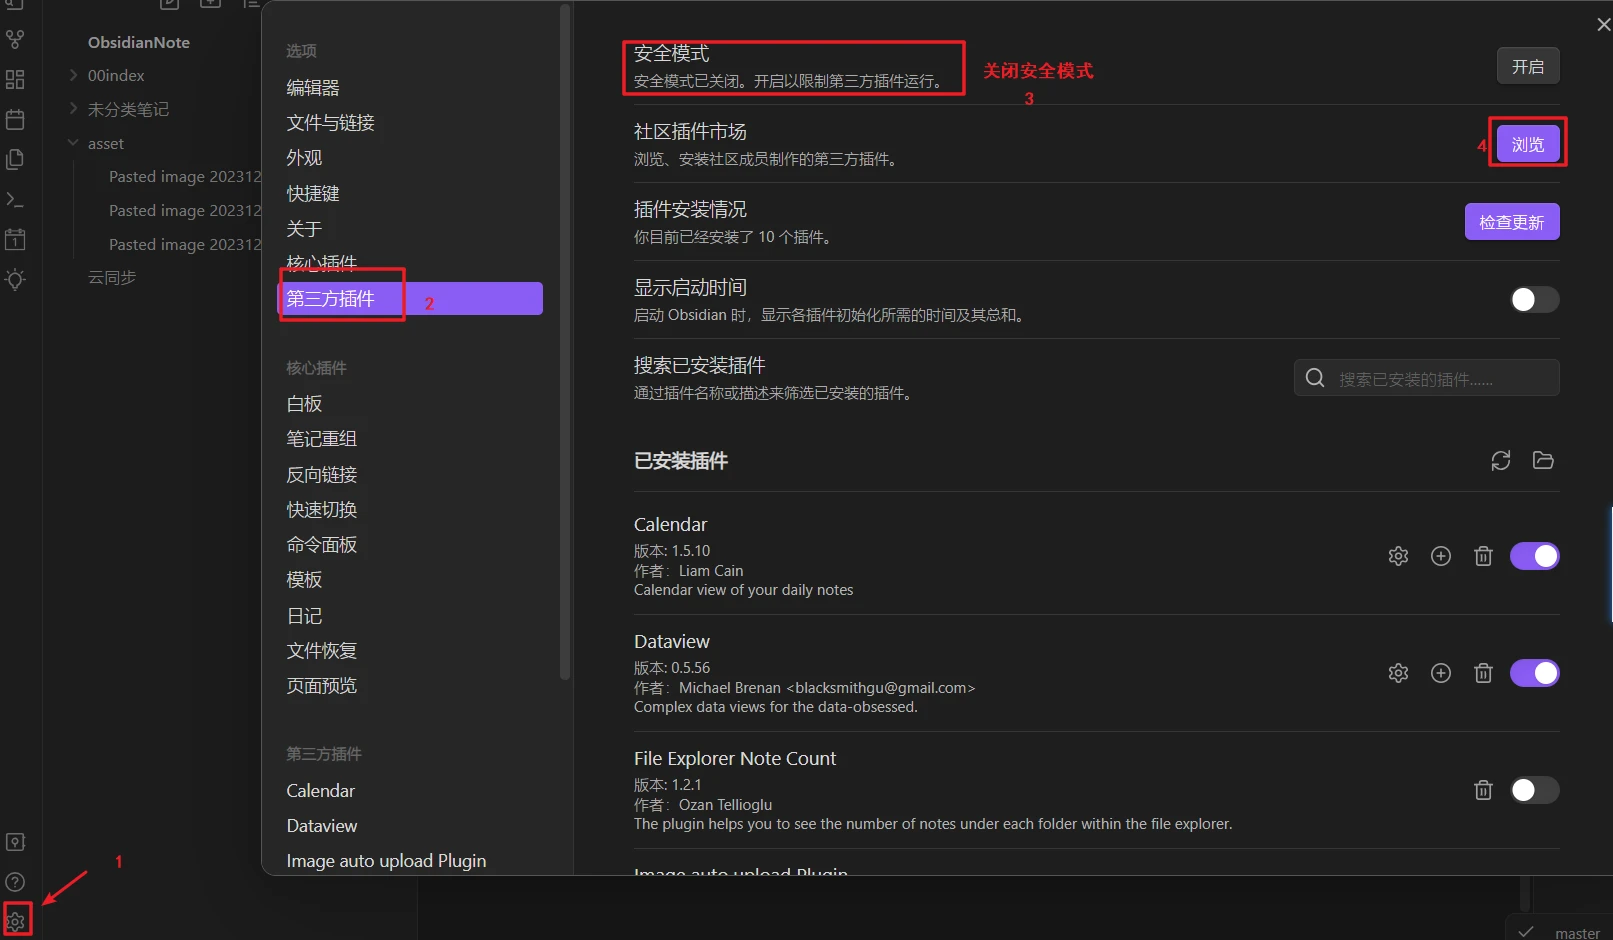 ObsidianNote
00index
未分类笔记
asset
Pasted image 202312
Pasted image 202312
Pasted image 202312
云同步
1
选项
编辑器
文件与链接
外观
快捷键
关于
核心插件
第三方插件
2
核心插件
白板
笔记重组
反向链接
快速切换
命令面板
模板
日记
文件恢复
页面预览
第三方插件
Calendar
Dataview
Image auto upload Plugin
安全模式
安全模式已关闭。开启以限制第三方插件运行。
关闭安全模式
3
开启
社区插件市场
浏览、安装社区成员制作的第三方插件。
4
浏览
插件安装情况
你目前已经安装了 10 个插件。
检查更新
显示启动时间
启动 Obsidian 时，显示各插件初始化所需的时间及其总和。
搜索已安装插件
通过插件名称或描述来筛选已安装的插件。
搜索已安装的插件......
已安装插件
Calendar
版本: 1.5.10
作者：Liam Cain
Calendar view of your daily notes
Dataview
版本: 0.5.56
作者：Michael Brenan <blacksmithgu@gmail.com>
Complex data views for the data-obsessed.
File Explorer Note Count
版本: 1.2.1
作者：Ozan Tellioglu
The plugin helps you to see the number of notes under each folder within the file explorer.
Image auto upload Plugin
master